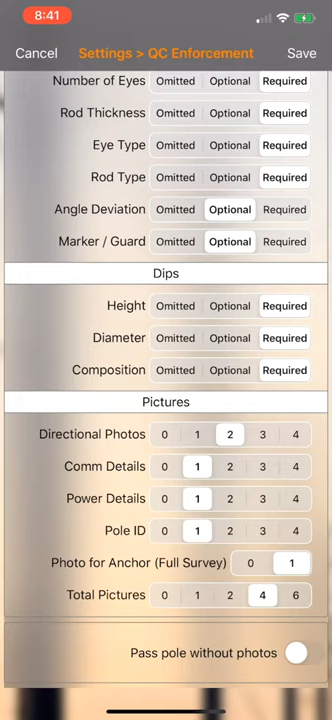 8:41
Cancel Settings > QC Enforcement Save
Number of Eyes Omitted Optional Required
Rod Thickness Omitted Optional Required
Eye Type Omitted Optional Required
Rod Type Omitted Optional Required
Angle Deviation Omitted Optional Required
Marker / Guard Omitted Optional Required
Dips
Height Omitted Optional Required
Diameter Omitted Optional Required
Composition Omitted Optional Required
Pictures
Directional Photos 0 1 2 3 4
Comm Details 0 1 2 3 4
Power Details 0 1 2 3 4
Pole ID 0 1 2 3 4
Photo for Anchor (Full Survey) 0 1
Total Pictures 0 1 2 4 6
Pass pole without photos